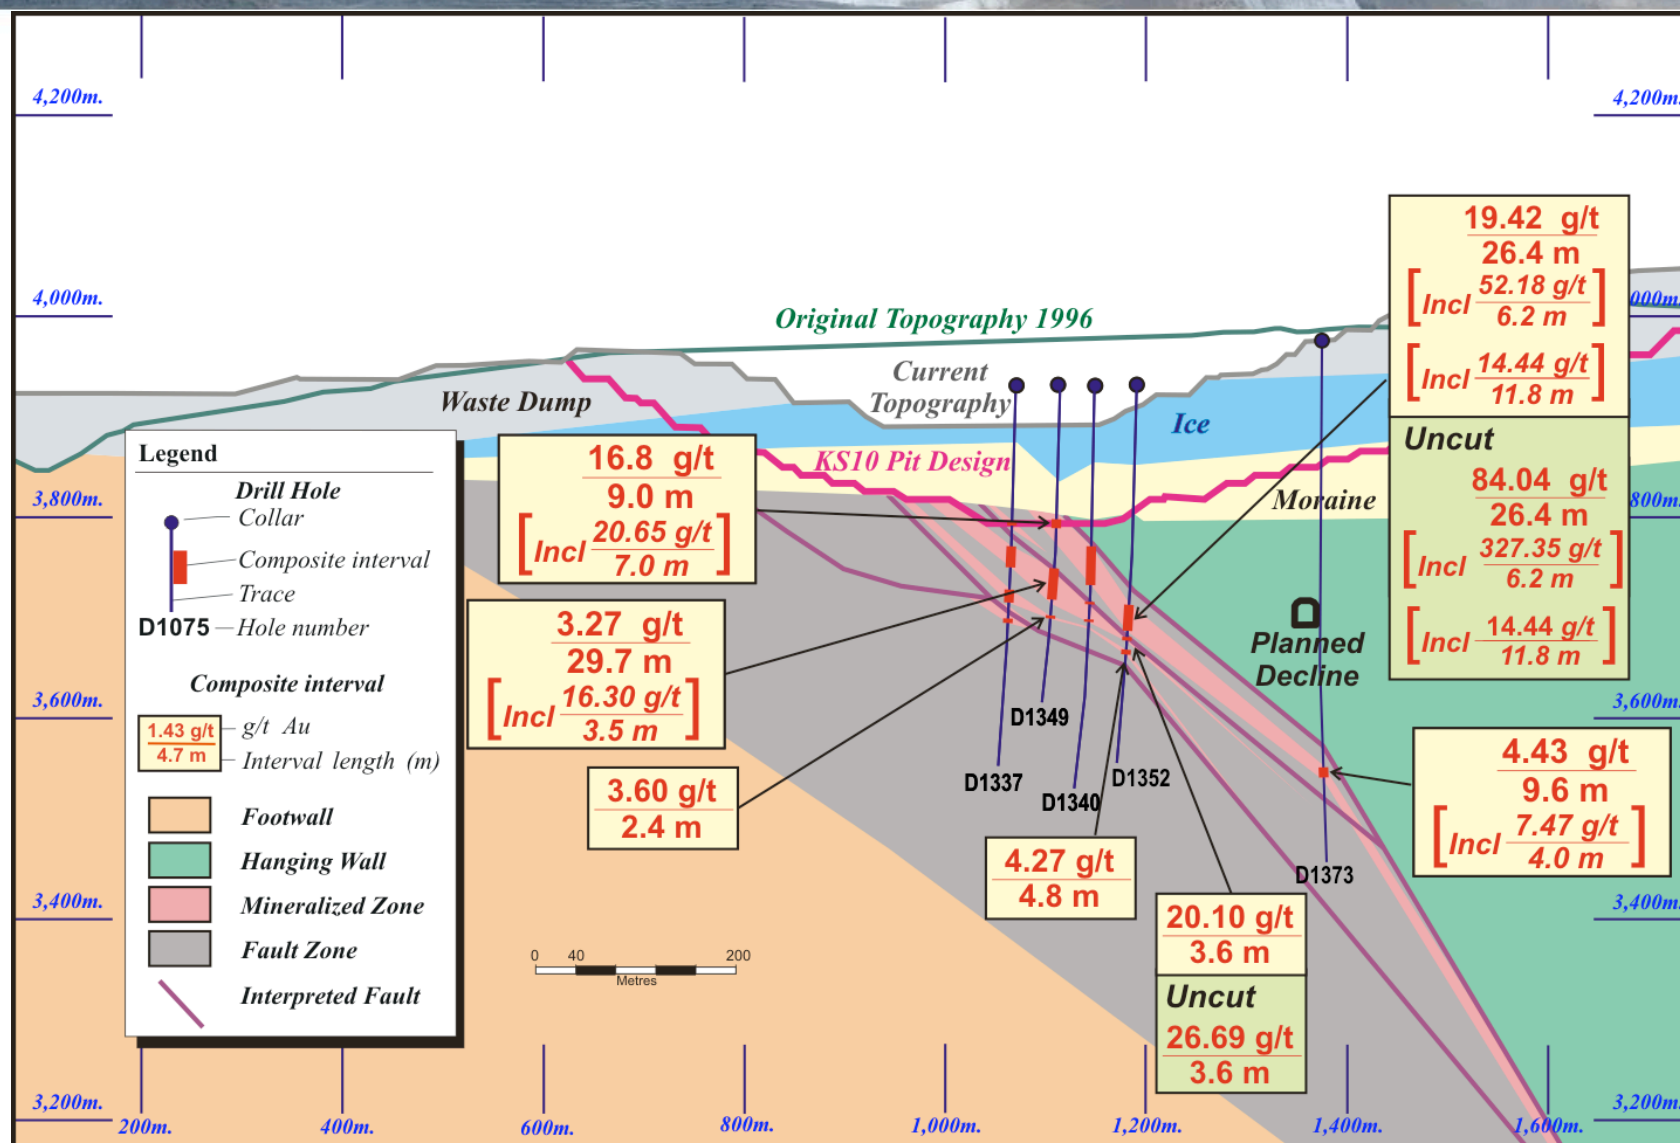 4,200m.
4,200m.
4,000m.
000m.
3,800m.
800m.
3,600m.
3,600m.
3,400m.
3,400m.
3,200m.
3,200m.
200m.
400m.
600m.
800m.
1,000m.
1,200m.
1,400m.
1,600m.
Original Topography 1996
Current
Topography
Waste Dump
Ice
KS10 Pit Design
Moraine
Planned
Decline
Legend
Drill Hole
Collar
Composite interval
Trace
D1075
Hole number
Composite interval
1.43 g/t
4.7 m
g/t Au
Interval length (m)
Footwall
Hanging Wall
Mineralized Zone
Fault Zone
Interpreted Fault
16.8 g/t
9.0 m
[Incl 20.65 g/t
7.0 m]
3.27 g/t
29.7 m
[Incl 16.30 g/t
3.5 m]
3.60 g/t
2.4 m
D1349
D1337
D1340
D1352
D1373
4.27 g/t
4.8 m
20.10 g/t
3.6 m
Uncut
26.69 g/t
3.6 m
19.42 g/t
26.4 m
[Incl 52.18 g/t
6.2 m]
[Incl 14.44 g/t
11.8 m]
Uncut
84.04 g/t
26.4 m
[Incl 327.35 g/t
6.2 m]
[Incl 14.44 g/t
11.8 m]
4.43 g/t
9.6 m
[Incl 7.47 g/t
4.0 m]
0 40 200
Metres